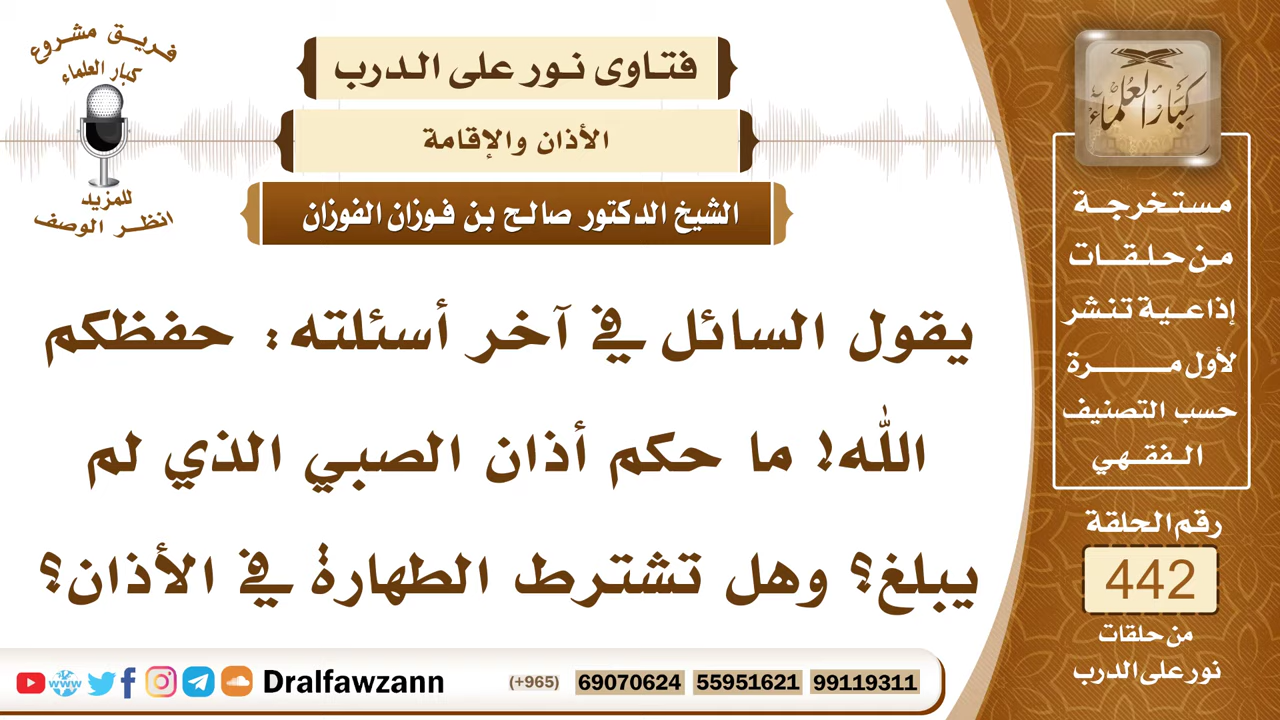 فريق مشروع
كبار العلماء
للمزيد
انظر الوصف
فتاوى نور على الدرب
الأذان والإقامة
الشيخ الدكتور صالح بن فوزان الفوزان
يقول السائل في آخر أسئلته: حفظكم
الله! ما حكم أذان الصبي الذي لم
يبلغ؟ وهل تشترط الطهارة في الأذان؟
كبار العلماء
مستخرجة
من حلقات
إذاعية تنشر
لأول مرة
حسب التصنيف
الفقهي
رقم الحلقة
442
من حلقات
نور على الدرب
Dralfawzann (+965) 69070624 55951621 99119311